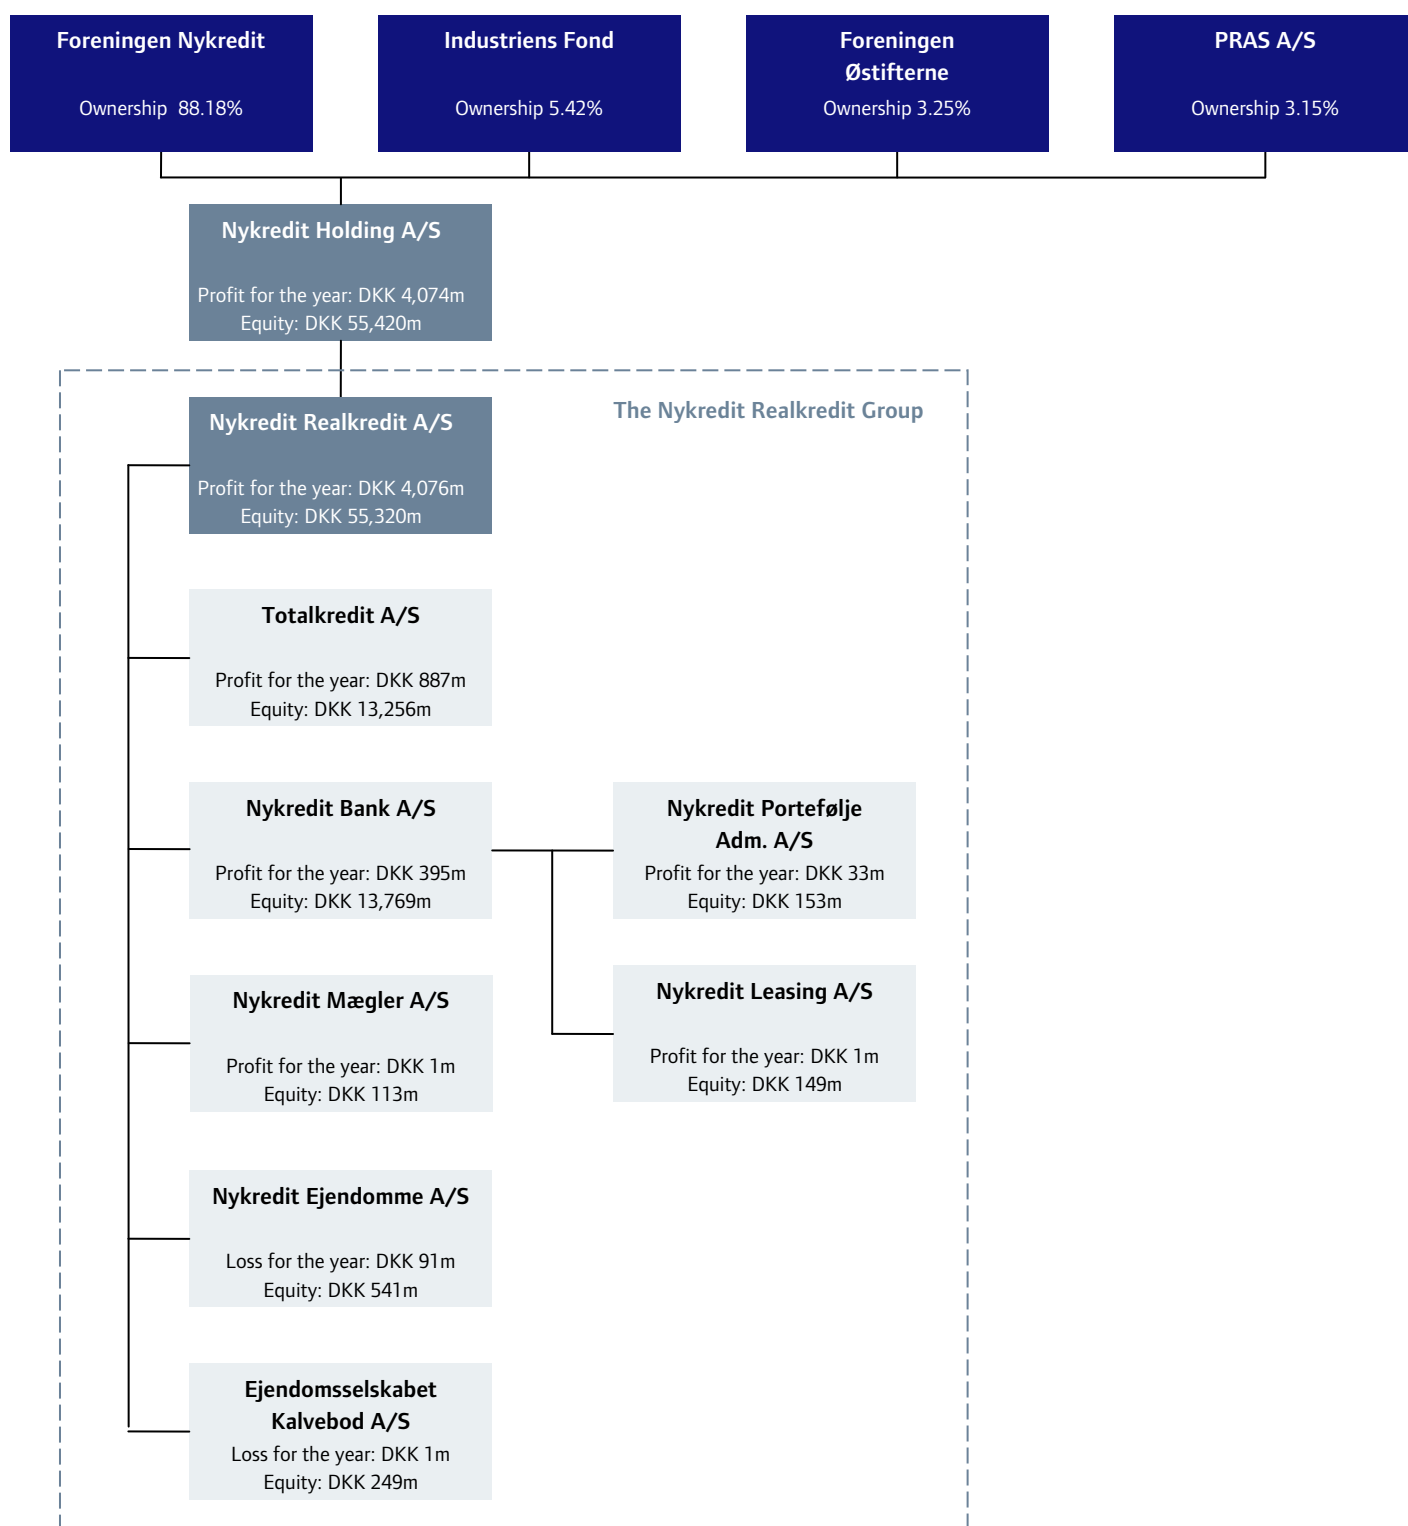 Foreningen Nykredit
Ownership  88.18%
Industriens Fond
Ownership 5.42%
Foreningen
Østifterne
Ownership 3.25%
PRAS A/S
Ownership 3.15%
Nykredit Holding A/S
Profit for the year: DKK 4,074m
Equity: DKK 55,420m
The Nykredit Realkredit Group
Nykredit Realkredit A/S
Profit for the year: DKK 4,076m
Equity: DKK 55,320m
Totalkredit A/S
Profit for the year: DKK 887m
Equity: DKK 13,256m
Nykredit Bank A/S
Profit for the year: DKK 395m
Equity: DKK 13,769m
Nykredit Portefølje
Adm. A/S
Profit for the year: DKK 33m
Equity: DKK 153m
Nykredit Mægler A/S
Profit for the year: DKK 1m
Equity: DKK 113m
Nykredit Leasing A/S
Profit for the year: DKK 1m
Equity: DKK 149m
Nykredit Ejendomme A/S
Loss for the year: DKK 91m
Equity: DKK 541m
Ejendomsselskabet
Kalvebod A/S
Loss for the year: DKK 1m
Equity: DKK 249m